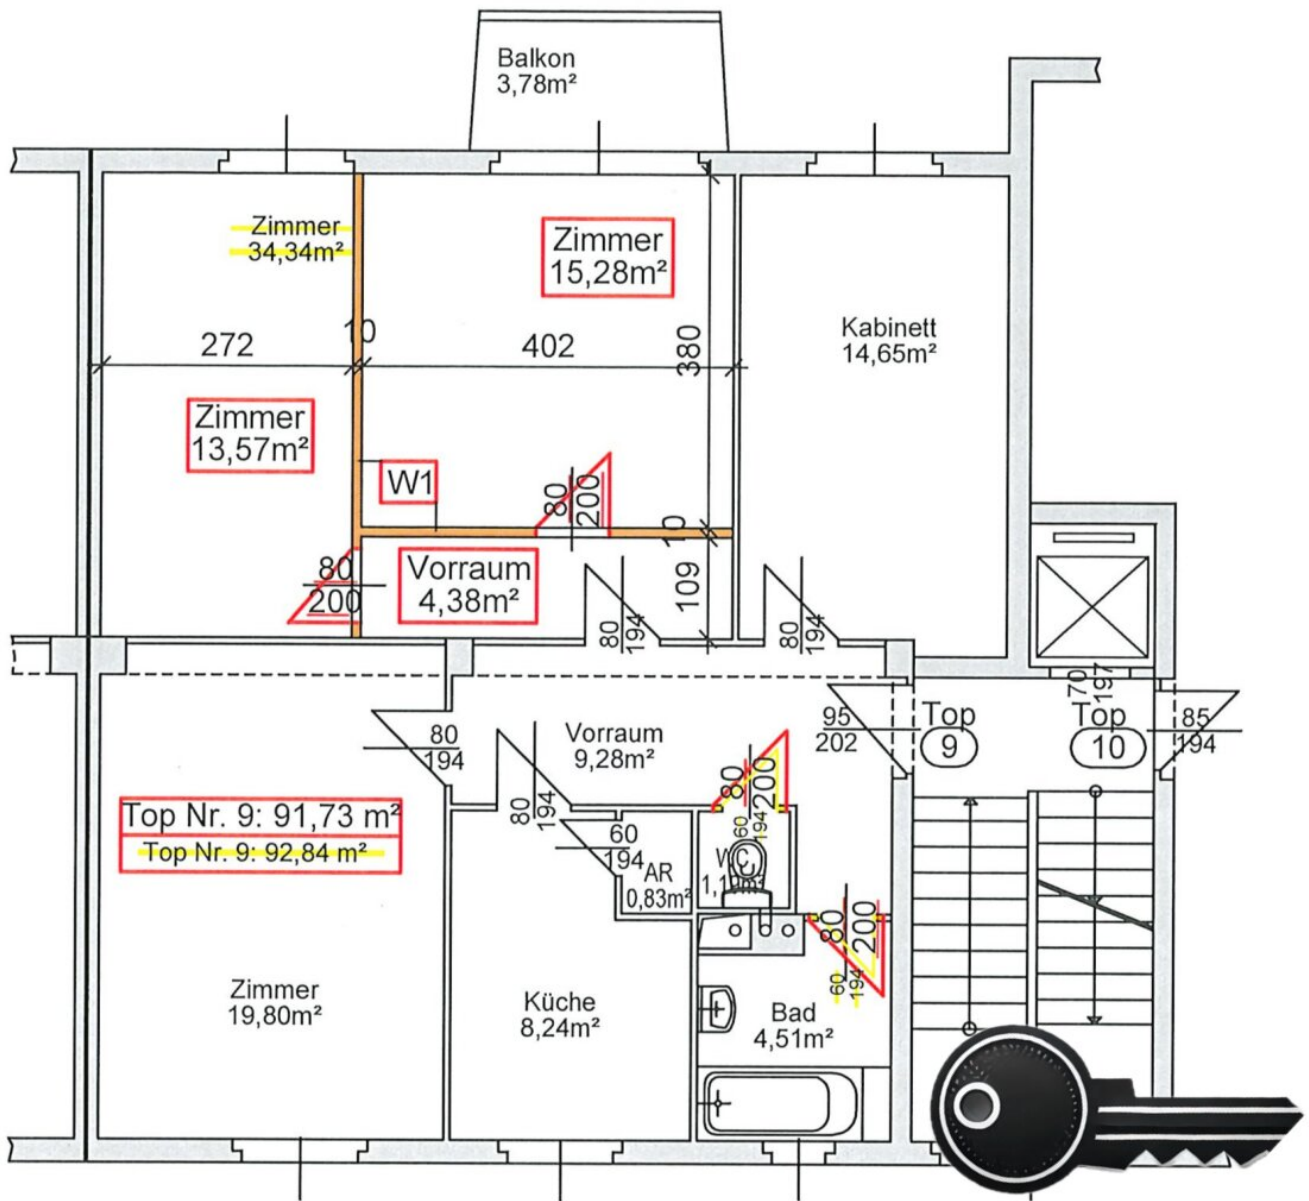 Balkon
3,78m²
Zimmer
34,34m²
Zimmer
15,28m²
Kabinett
14,65m²
272
10
402
380
Zimmer
13,57m²
W1
80
200
10
80
200
Vorraum
4,38m²
109
80
194
80
194
70
197
80
194
Vorraum
9,28m²
95
202
Top
9
Top
10
85
194
80
200
60
194
80
194
60
194
AR
0,83m²
WC
Top Nr. 9: 91,73 m²
Top Nr. 9: 92,84 m²
80
200
60
194
Zimmer
19,80m²
Küche
8,24m²
Bad
4,51m²